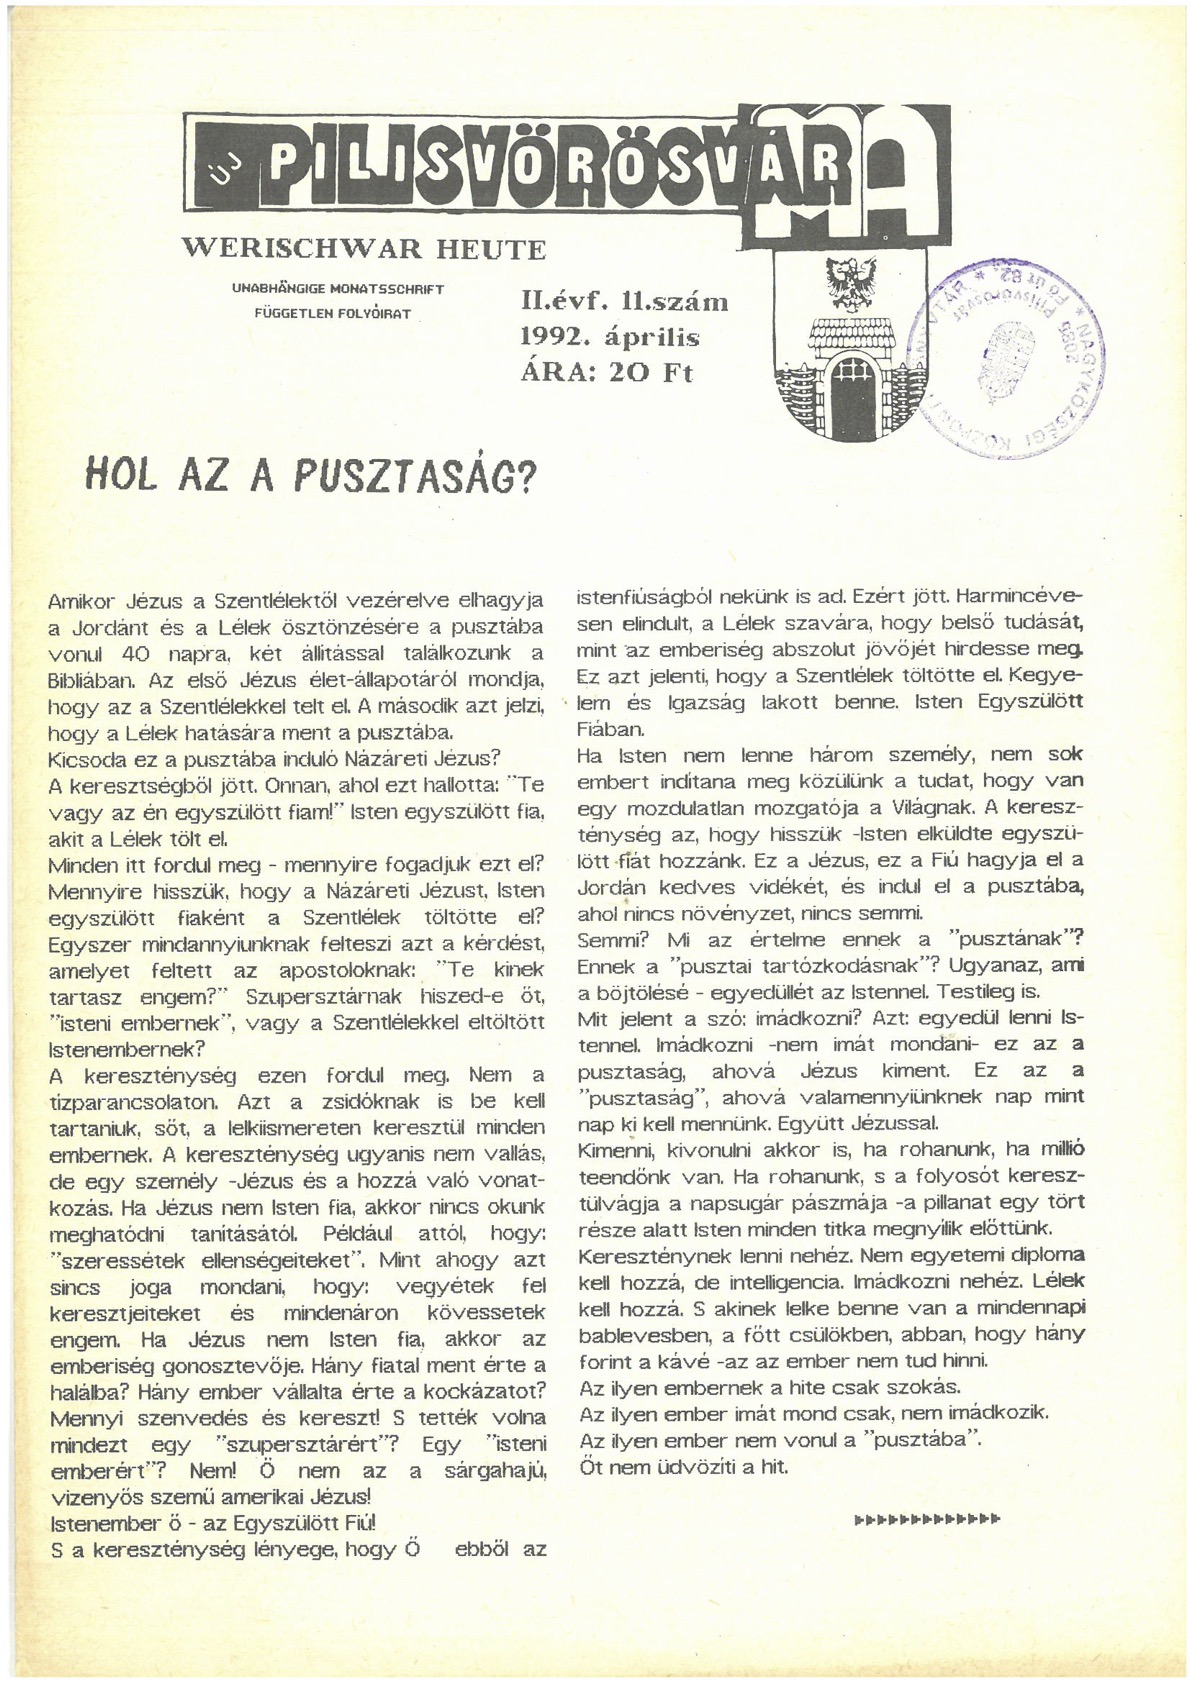 ÚJ PILISVÖRÖSVÁR MA
WERISCHWAR HEUTE
UNABHÄNGIGE MONATSSCHRIFT
FÜGGETLEN FOLYÓIRAT
II.évf. 11.szám
1992. április
ÁRA: 20 Ft
NAGYKÖZSÉGI
2085 Pilisvörösvár
Fő út 82.
HOL AZ A PUSZTASÁG?
Amikor Jézus a Szentlélektől vezérelve elhagyja
a Jordánt és a Lélek ösztönzésére a pusztába
vonul 40 napra, két állítással találkozunk a
Bibliában. Az első Jézus élet-állapotáról mondja,
hogy az a Szentlélekkel telt el. A második azt jelzi,
hogy a Lélek hatására ment a pusztába.
Kicsoda ez a pusztába induló Názáreti Jézus?
A keresztségből jött. Onnan, ahol ezt hallotta: "Te
vagy az én egyszülött fiam!" Isten egyszülött fia,
akit a Lélek tölt el.
Minden itt fordul meg - mennyire fogadjuk ezt el?
Mennyire hisszük, hogy a Názáreti Jézust, Isten
egyszülött fiaként a Szentlélek töltötte el?
Egyszer mindannyiunknak felteszi azt a kérdést,
amelyet feltett az apostoloknak: "Te kinek
tartasz engem?" Szupersztárnak hiszed-e őt,
"isteni embernek", vagy a Szentlélekkel eltöltött
Istenembernek?
A kereszténység ezen fordul meg. Nem a
tízparancsolaton. Azt a zsidóknak is be kell
tartaniuk, sőt, a lelkiismereten keresztül minden
embernek. A kereszténység ugyanis nem vallás,
de egy személy -Jézus és a hozzá való vonat-
kozás. Ha Jézus nem Isten fia, akkor nincs okunk
meghatódni tanításától. Például attól, hogy:
"szeressétek ellenségeiteket". Mint ahogy azt
sincs joga mondani, hogy: vegyétek fel
keresztjeiteket és mindenáron kövessetek
engem. Ha Jézus nem Isten fia, akkor az
emberiség gonosztevője. Hány fiatal ment érte a
halálba? Hány ember vállalta érte a kockázatot?
Mennyi szenvedés és kereszt! S tették volna
mindezt egy "szupersztárért"? Egy "isteni
emberért"? Nem! Ő nem az a sárgahajú,
vizenyős szemű amerikai Jézus!
Istenember ő - az Egyszülött Fiú!
S a kereszténység lényege, hogy Ő ebből az
istenfiúságból nekünk is ad. Ezért jött. Harmincéve-
sen elindult, a Lélek szavára, hogy belső tudását,
mint az emberiség abszolut jövőjét hirdesse meg.
Ez azt jelenti, hogy a Szentlélek töltötte el. Kegye-
lem és Igazság lakott benne. Isten Egyszülött
Fiában.
Ha Isten nem lenne három személy, nem sok
embert indítana meg közülünk a tudat, hogy van
egy mozdulatlan mozgatója a Világnak. A keresz-
ténység az, hogy hisszük -Isten elküldte egyszü-
lött fiát hozzánk. Ez a Jézus, ez a Fiú hagyja el a
Jordán kedves vidékét, és indul el a pusztába,
ahol nincs növényzet, nincs semmi.
Semmi? Mi az értelme ennek a "pusztának"?
Ennek a "pusztai tartózkodásnak"? Ugyanaz, ami
a böjtölésé - egyedüllét az Istennel. Testileg is.
Mit jelent a szó: imádkozni? Azt: egyedül lenni Is-
tennel. Imádkozni -nem imát mondani- ez az a
pusztaság, ahová Jézus kiment. Ez az a
"pusztaság", ahová valamennyiünknek nap mint
nap ki kell mennünk. Együtt Jézussal.
Kimenni, kivonulni akkor is, ha rohanunk, ha millió
teendőnk van. Ha rohanunk, s a folyosót keresz-
tülvágja a napsugár pászmája -a pillanat egy tört
része alatt Isten minden titka megnyílik előttünk.
Kereszténynek lenni nehéz. Nem egyetemi diploma
kell hozzá, de intelligencia. Imádkozni nehéz. Lélek
kell hozzá. S akinek lelke benne van a mindennapi
bablevesben, a főtt csülökben, abban, hogy hány
forint a kávé -az az ember nem tud hinni.
Az ilyen embernek a hite csak szokás.
Az ilyen ember imát mond csak, nem imádkozik.
Az ilyen ember nem vonul a "pusztába".
Őt nem üdvözíti a hit.